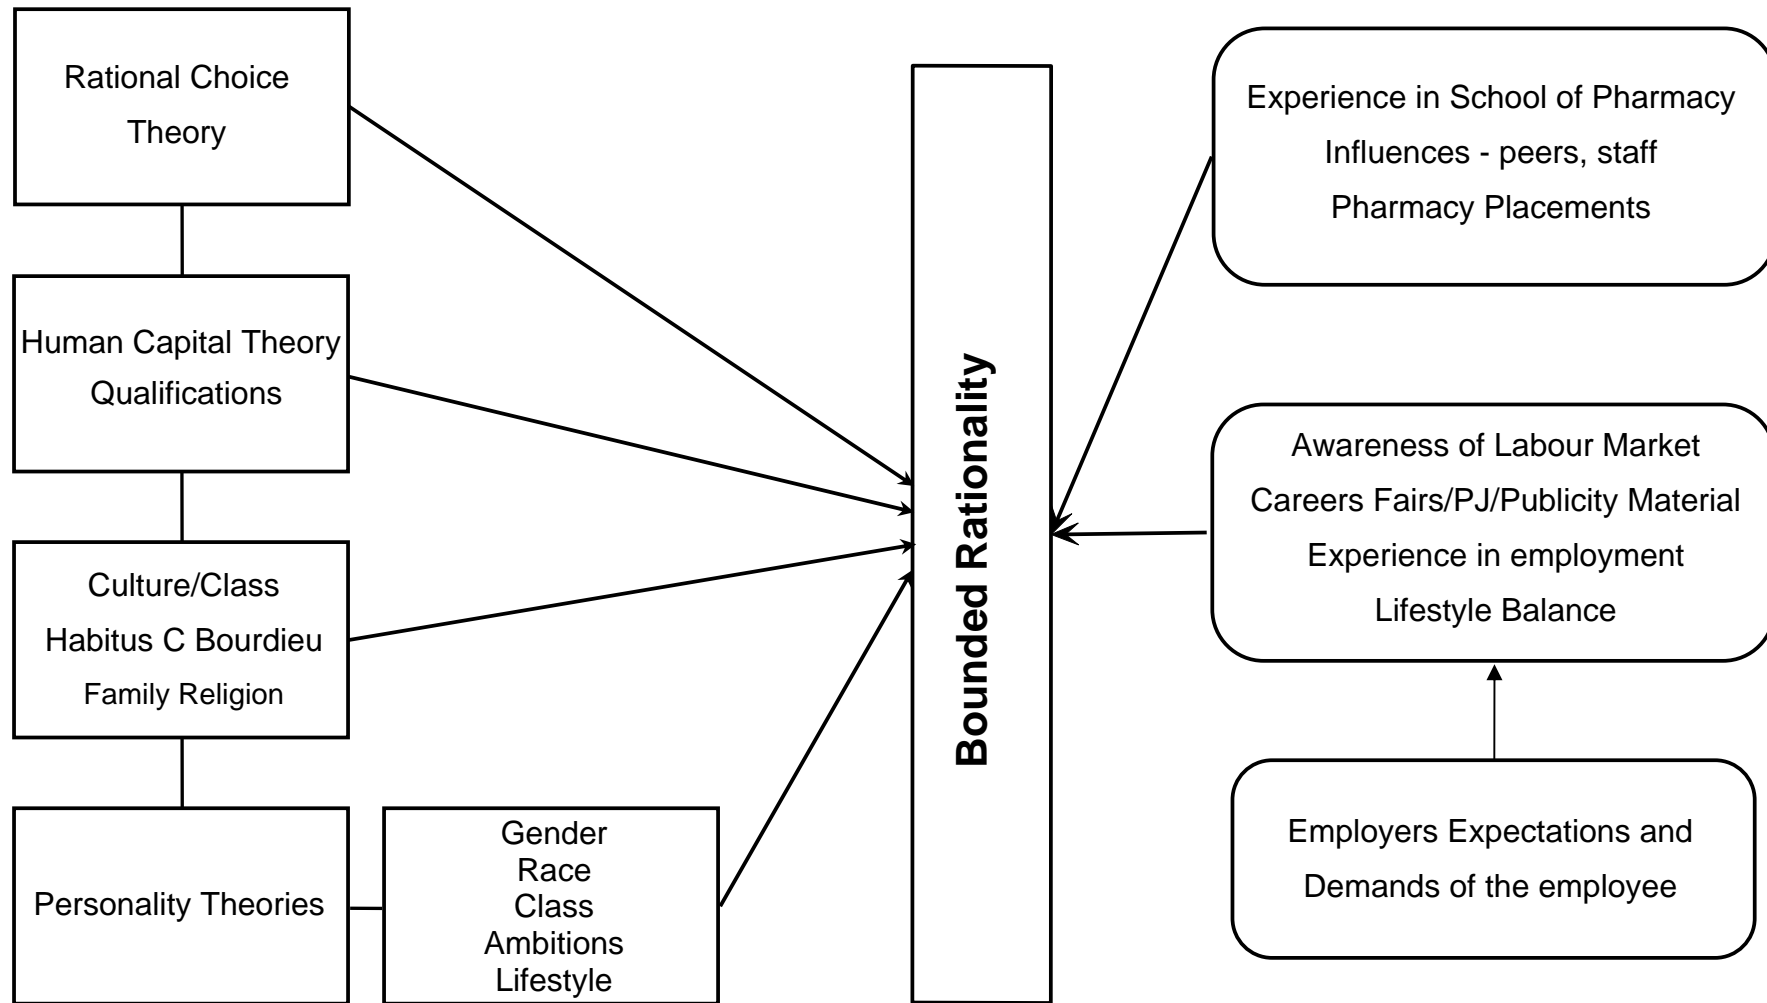 Rational Choice
Theory
Human Capital Theory
Qualifications
Culture/Class
Habitus C Bourdieu
Family Religion
Personality Theories
Gender
Race
Class
Ambitions
Lifestyle
Bounded Rationality
Experience in School of Pharmacy
Influences - peers, staff
Pharmacy Placements
Awareness of Labour Market
Careers Fairs/PJ/Publicity Material
Experience in employment
Lifestyle Balance
Employers Expectations and
Demands of the employee